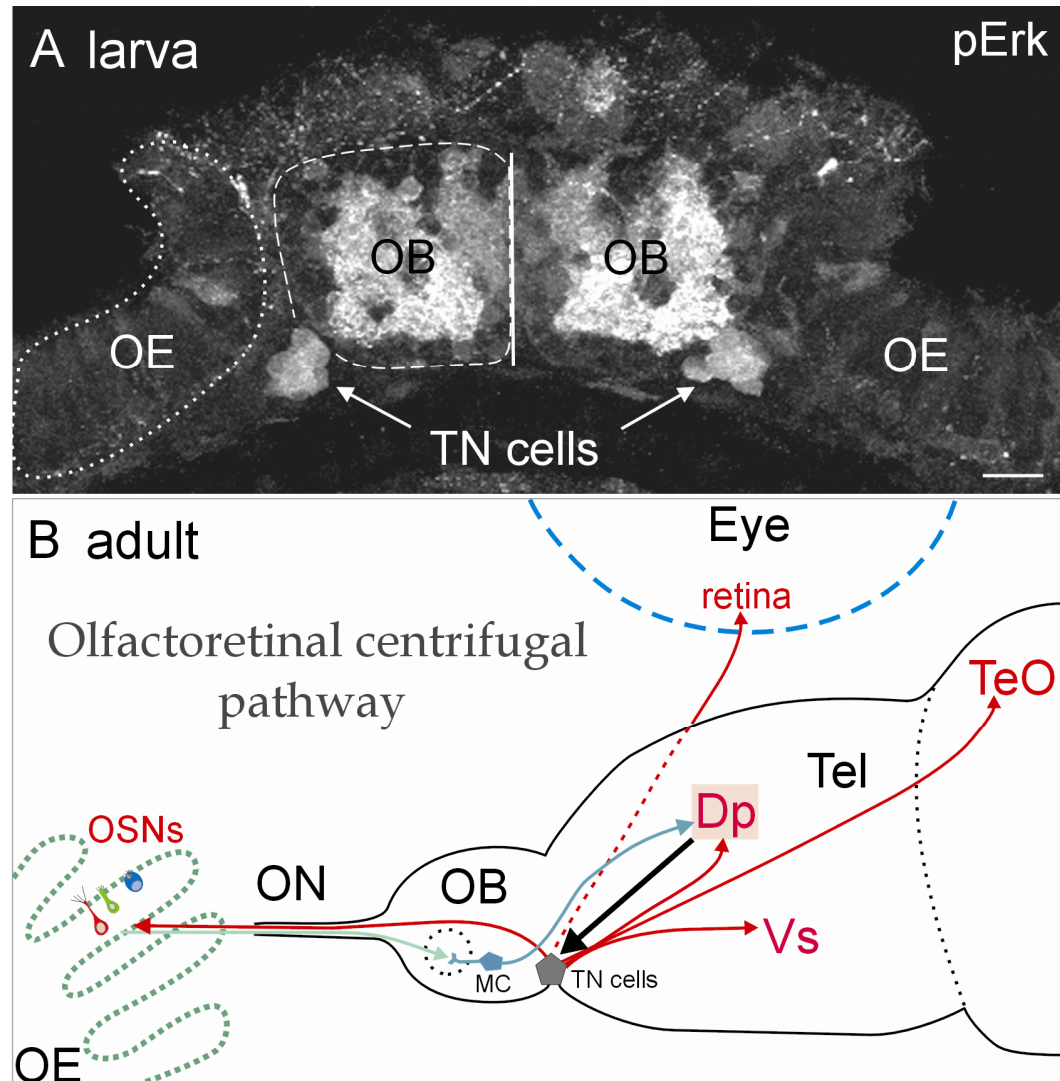 A larva
pErk
OB
OB
OE
OE
TN cells
B adult
Eye
retina
Olfactoretinal centrifugal
pathway
TeO
Tel
Dp
OSNs
ON
OB
Vs
MC
TN cells
OE